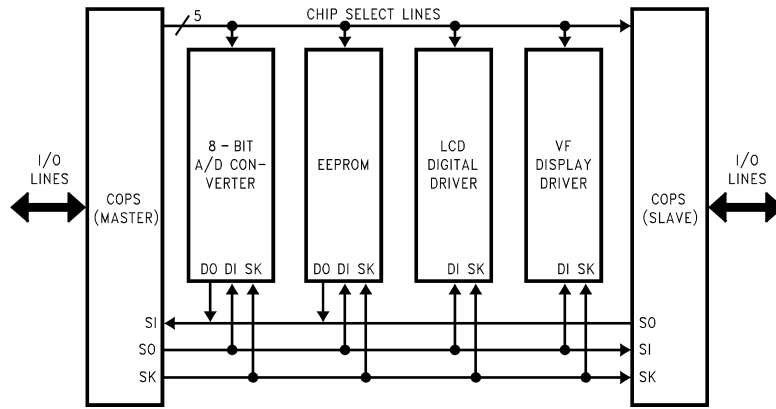 5
CHIP SELECT LINES
I/O
LINES
COPS
(MASTER)
8 - BIT
A/D CON-
VERTER
EEPROM
LCD
DIGITAL
DRIVER
VF
DISPLAY
DRIVER
COPS
(SLAVE)
I/O
LINES
DO DI SK
DO DI SK
DI SK
DI SK
SI
SO
SO
SI
SK
SK